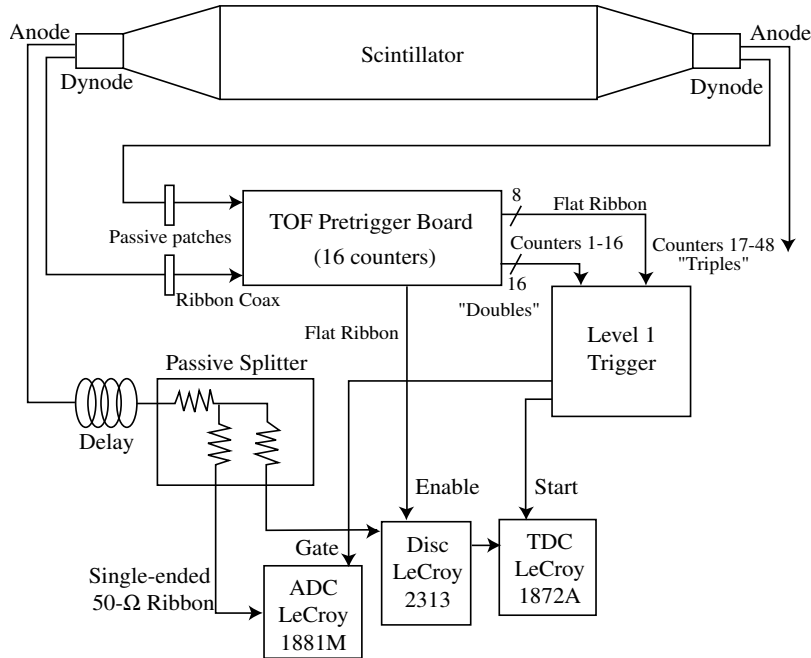 Anode
Scintillator
Anode
Dynode
Dynode
Passive patches
TOF Pretrigger Board
(16 counters)
8
Flat Ribbon
Counters 1-16
Counters 17-48
"Triples"
16
"Doubles"
Ribbon Coax
Flat Ribbon
Level 1
Trigger
Passive Splitter
Delay
Enable
Start
Gate
Single-ended
50-Ω Ribbon
ADC
LeCroy
1881M
Disc
LeCroy
2313
TDC
LeCroy
1872A